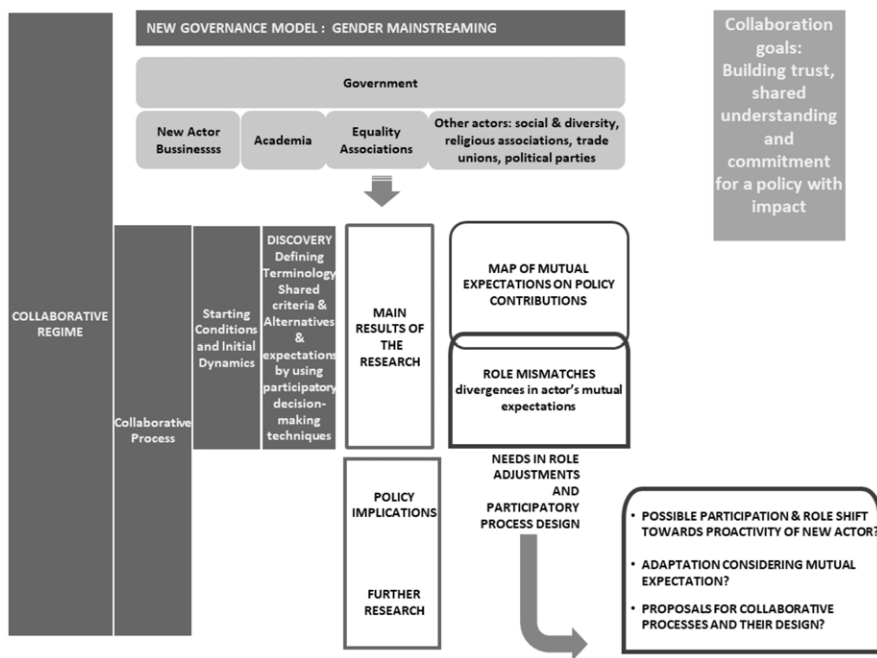 NEW GOVERNANCE MODEL : GENDER MAINSTREAMING
Government
New Actor
Bussinessss
Academia
Equality
Associations
Other actors: social & diversity,
religious associations, trade
unions, political parties
Collaboration
goals:
Building trust,
shared
understanding
and
commitment
for a policy with
impact
COLLABORATIVE
REGIME
Collaborative
Process
Starting
Conditions
and Initial
Dynamics
DISCOVERY
Defining
Terminology
Shared
criteria &
Alternatives
&
expectations
by using
participatory
decision-
making
techniques
MAIN
RESULTS OF
THE
RESEARCH
MAP OF MUTUAL
EXPECTATIONS ON POLICY
CONTRIBUTIONS
ROLE MISMATCHES
divergences in actor's mutual
expectations
POLICY
IMPLICATIONS
FURTHER
RESEARCH
NEEDS IN ROLE
ADJUSTMENTS
AND
PARTICIPATORY
PROCESS DESIGN
• POSSIBLE PARTICIPATION & ROLE SHIFT
TOWARDS PROACTIVITY OF NEW ACTOR?
• ADAPTATION CONSIDERING MUTUAL
EXPECTATION?
• PROPOSALS FOR COLLABORATIVE
PROCESSES AND THEIR DESIGN?